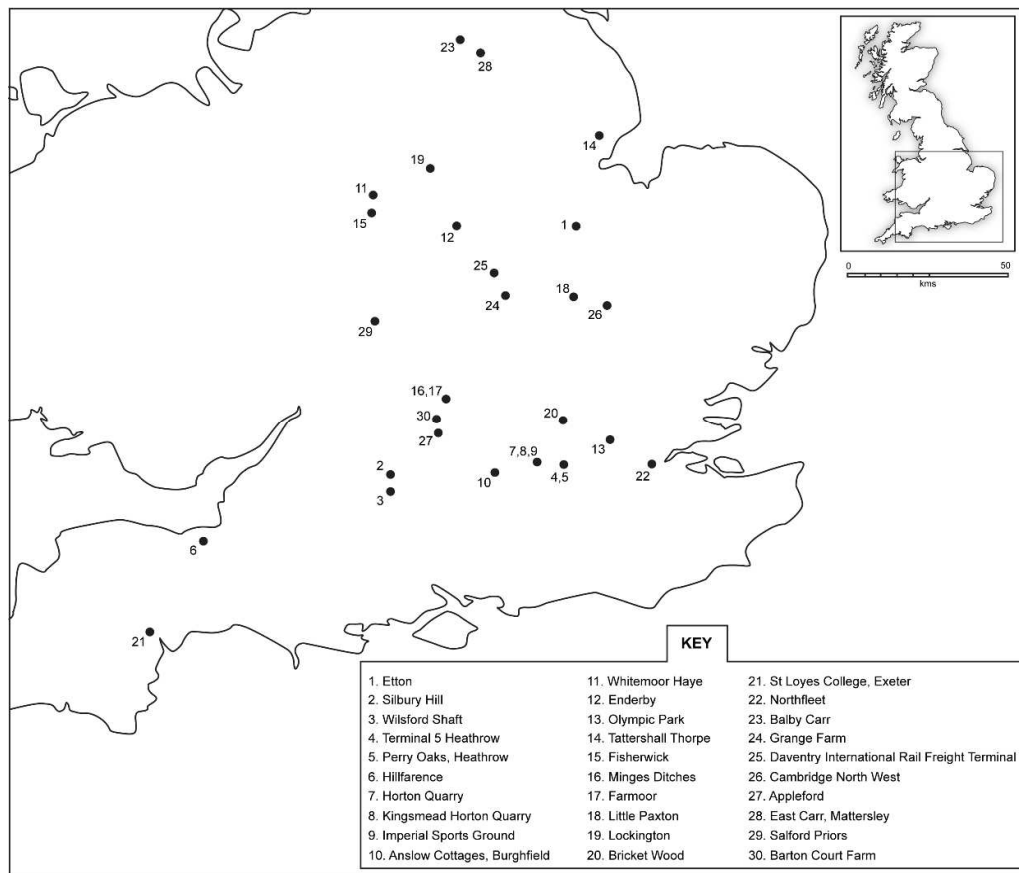 23
28
14
19
11
15
12
1
25
24
18
26
29
16,17
30
27
20
13
7,8,9
4,5
22
10
2
3
6
21
0 50
kms
KEY
1. Etton
2. Silbury Hill
3. Wilsford Shaft
4. Terminal 5 Heathrow
5. Perry Oaks, Heathrow
6. Hillfarence
7. Horton Quarry
8. Kingsmead Horton Quarry
9. Imperial Sports Ground
10. Anslow Cottages, Burghfield
11. Whitemoor Haye
12. Enderby
13. Olympic Park
14. Tattershall Thorpe
15. Fisherwick
16. Minges Ditches
17. Farmoor
18. Little Paxton
19. Lockington
20. Bricket Wood
21. St Loyes College, Exeter
22. Northfleet
23. Balby Carr
24. Grange Farm
25. Daventry International Rail Freight Terminal
26. Cambridge North West
27. Appleford
28. East Carr, Mattersley
29. Salford Priors
30. Barton Court Farm